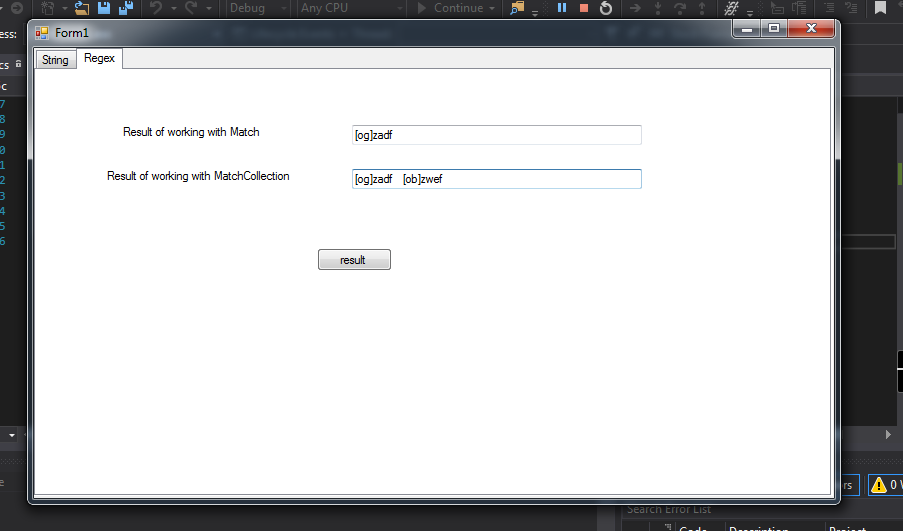 Debug
Any CPU
Continue
ess:
Form1
cs
String
Regex
oc
7
8
9
0
1
2
3
4
5
6
Result of working with Match
[og]zadf
Result of working with MatchCollection
[og]zadf [ob]zwef
result
e
rs
0
Search Error List
Code
Description
Project